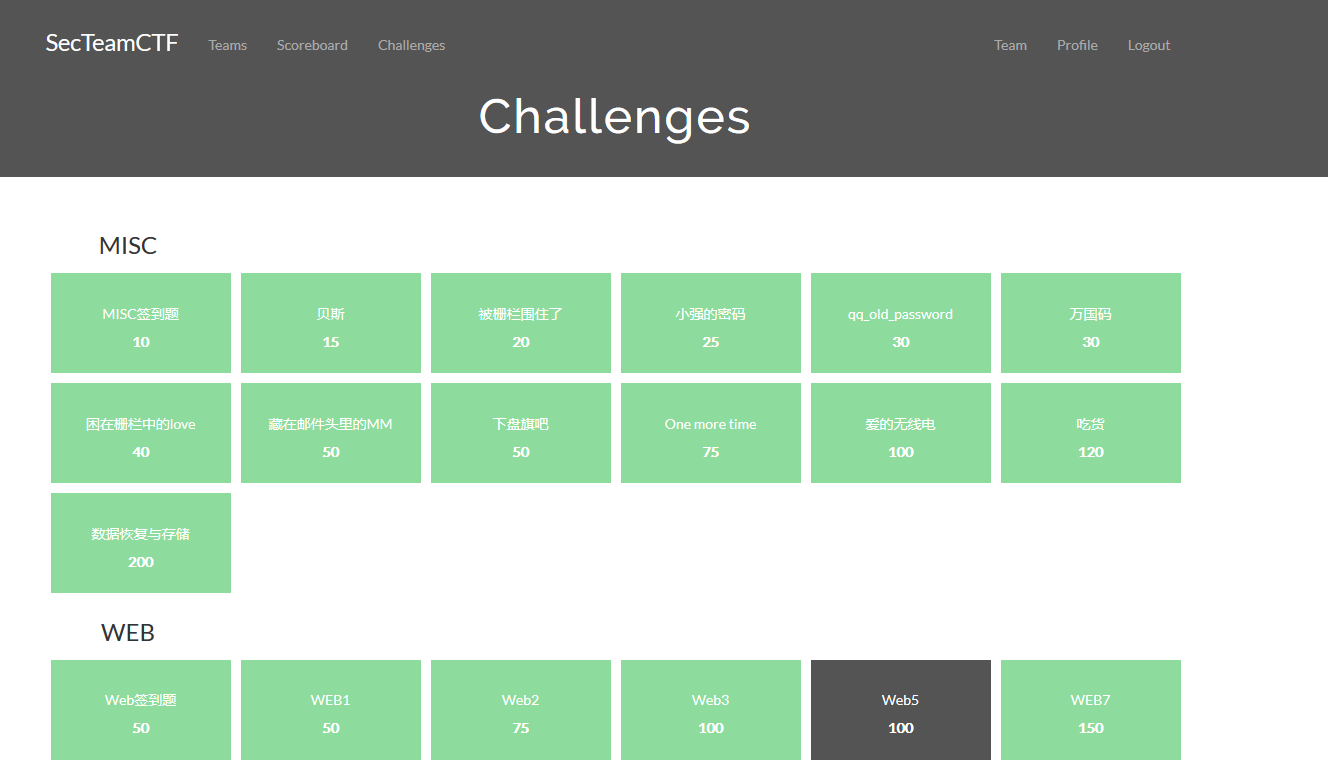 SecTeamCTF Teams Scoreboard Challenges Team Profile Logout
Challenges
MISC
MISC签到题 贝斯 被栅栏围住了 小强的密码 qq_old_password 万国码
10 15 20 25 30 30
困在栅栏中的love 藏在邮件头里的MM 下盘旗吧 One more time 爱的无线电 吃货
40 50 50 75 100 120
数据恢复与存储
200
WEB
Web签到题 WEB1 Web2 Web3 Web5 WEB7
50 50 75 100 100 150